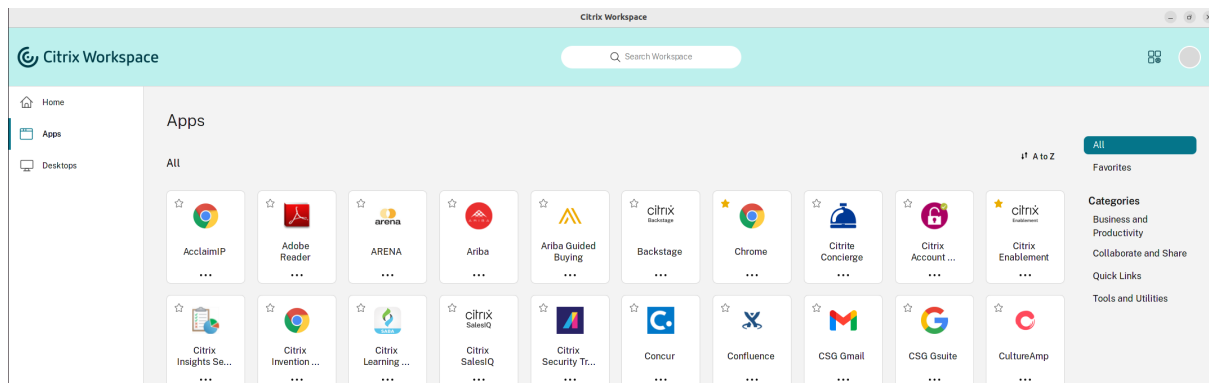 Citrix Workspace
Citrix Workspace
Search Workspace
Home
Apps
Desktops
Apps
All
A to Z
AcclaimIP
Adobe
Reader
arena
ARENA
ARIBA
Ariba
Ariba Guided
Buying
citrix
Backstage
Backstage
Chrome
Citrite
Concierge
Citrix
Account ...
citrix
Enablement
Citrix
Enablement
Citrix
Insights Se...
Citrix
Invention ...
SABA
Citrix
Learning ...
citrix
SalesIQ
Citrix
SalesIQ
Citrix
Security Tr...
C.
Concur
Confluence
CSG Gmail
CSG Gsuite
CultureAmp
All
Favorites
Categories
Business and
Productivity
Collaborate and Share
Quick Links
Tools and Utilities